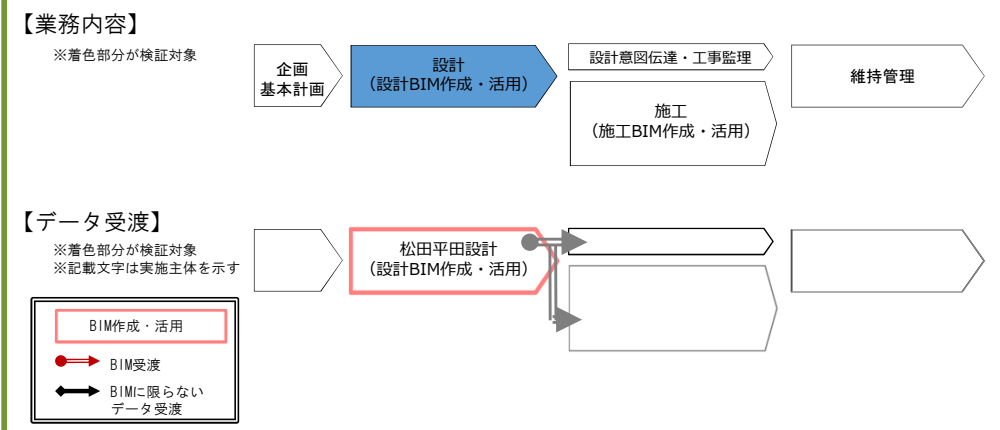 【業務内容】
※着色部分が検証対象
企画
基本計画
設計
（設計BIM作成・活用）
設計意図伝達・工事監理
施工
（施工BIM作成・活用）
維持管理
【データ受渡】
※着色部分が検証対象
※記載文字は実施主体を示す
松田平田設計
（設計BIM作成・活用）
BIM作成・活用
BIM受渡
BIMに限らない
データ受渡